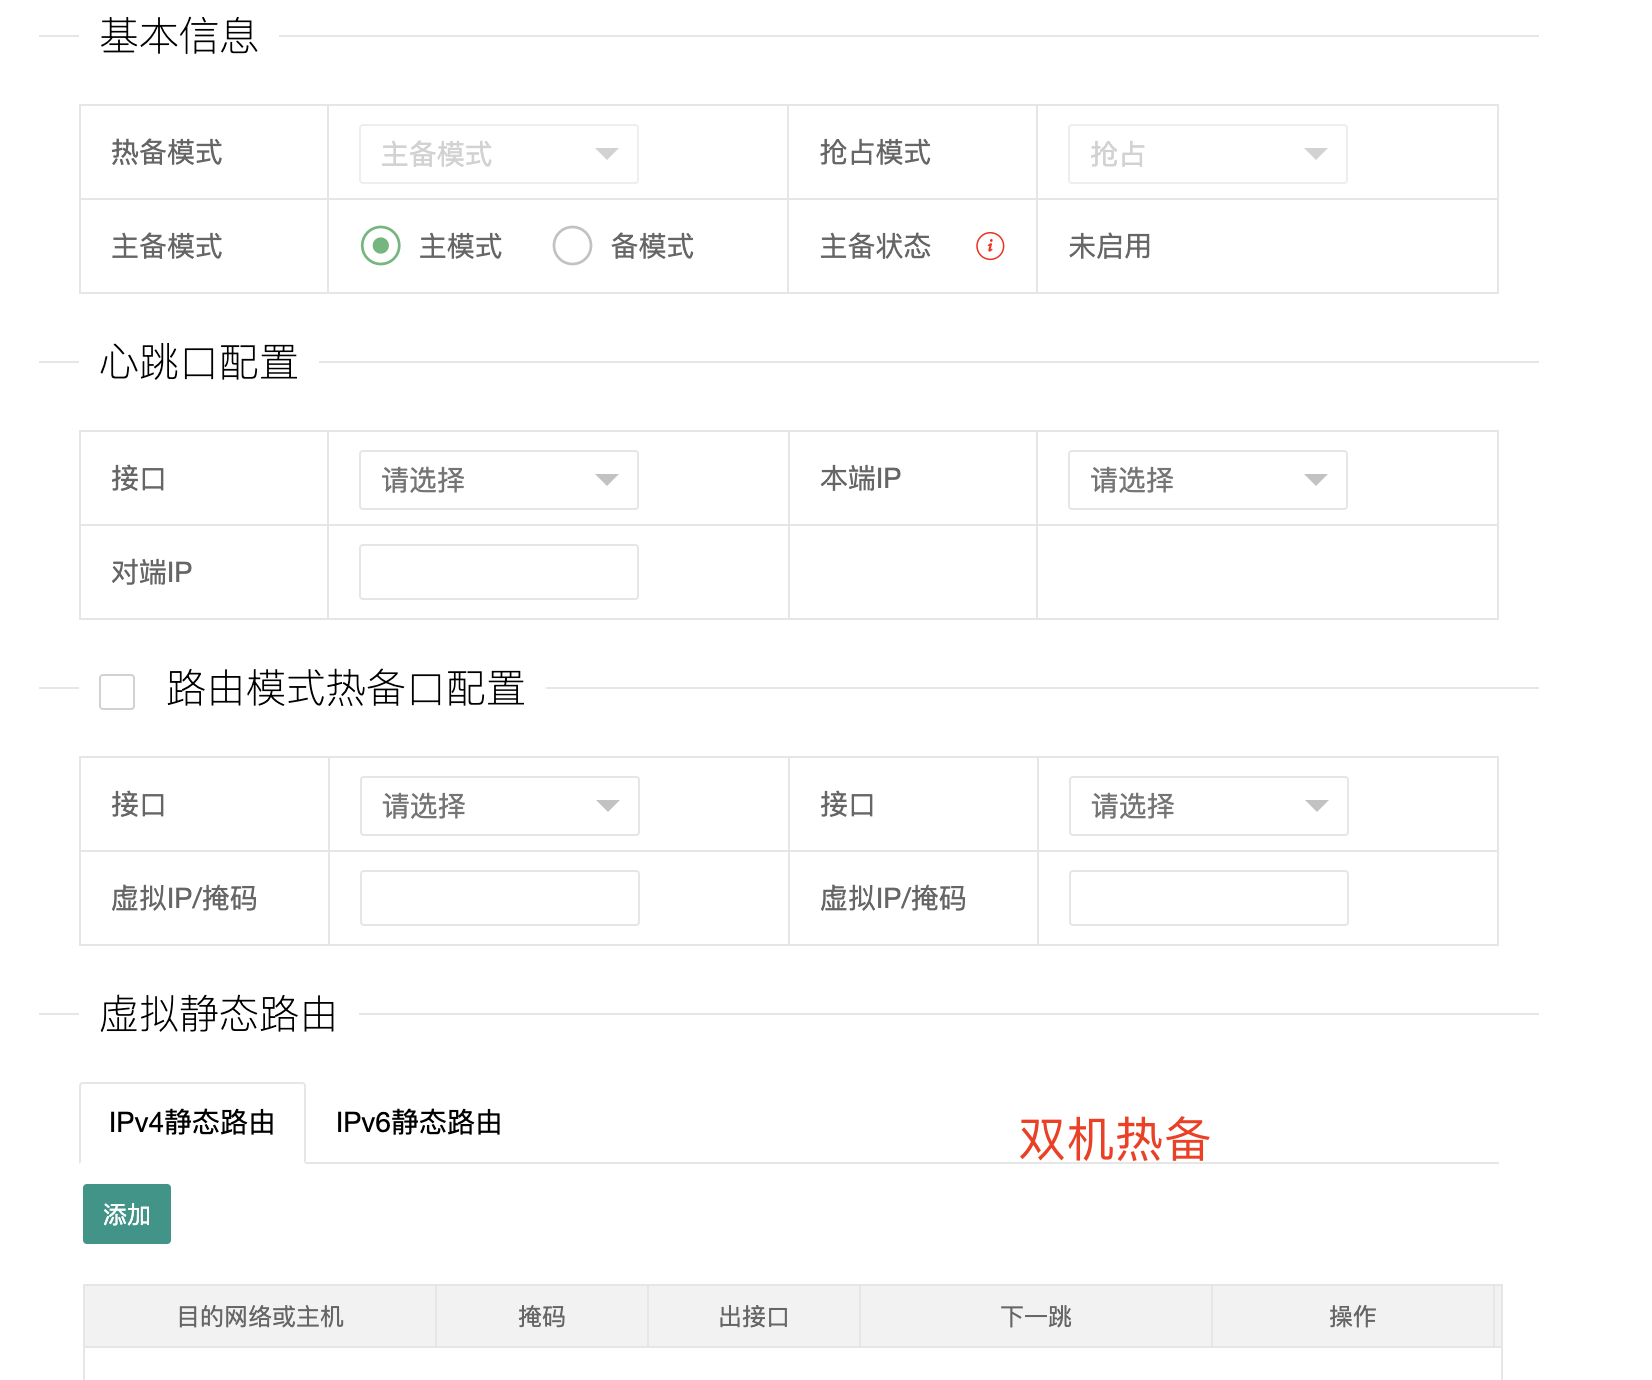 基本信息
热备模式 主备模式 抢占模式 抢占
主备模式 主模式 备模式 主备状态 i 未启用
心跳口配置
接口 请选择 本端IP 请选择
对端IP
路由模式热备口配置
接口 请选择 接口 请选择
虚拟IP/掩码 虚拟IP/掩码
虚拟静态路由
IPv4静态路由 IPv6静态路由
双机热备
添加
目的网络或主机 掩码 出接口 下一跳 操作